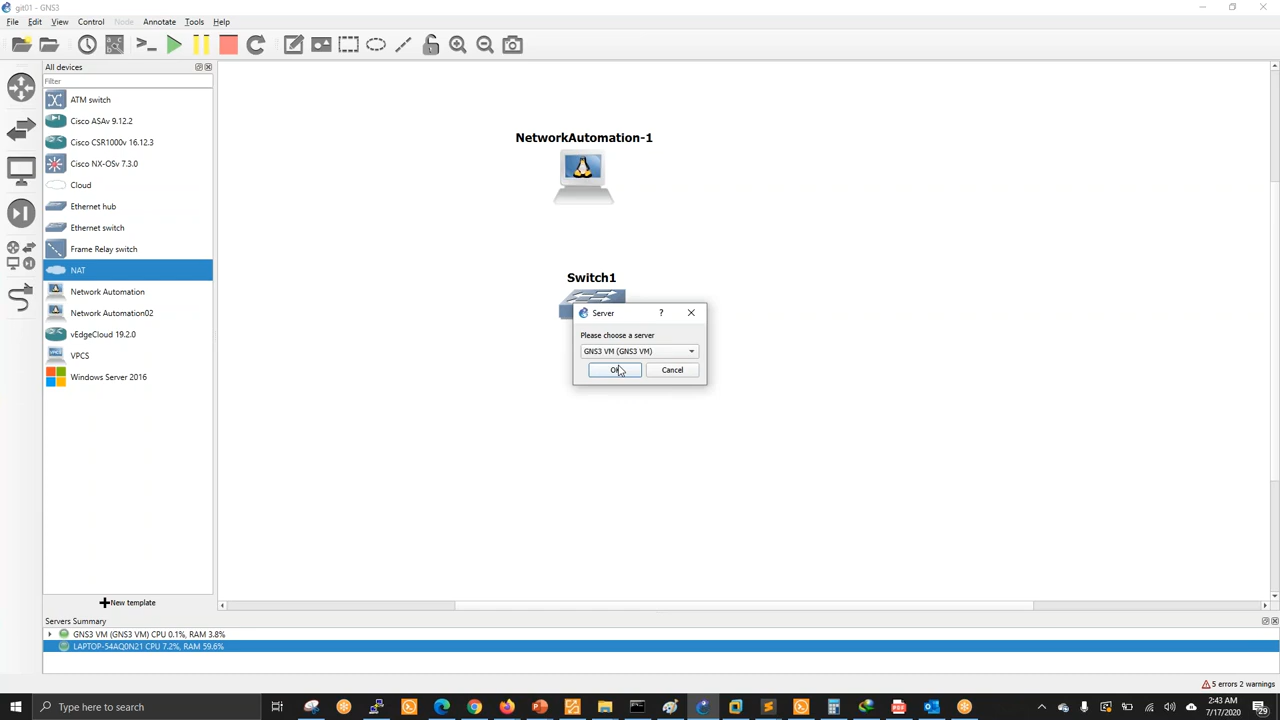 git01 - GNS3
File Edit View Control Node Annotate Tools Help
All devices
Filter
ATM switch
Cisco ASAv 9.12.2
Cisco CSR1000v 16.12.3
Cisco NX-OSv 7.3.0
Cloud
Ethernet hub
Ethernet switch
Frame Relay switch
NAT
Network Automation
Network Automation02
vEdgeCloud 19.2.0
VPCS
Windows Server 2016
New template
NetworkAutomation-1
Switch1
Server
Please choose a server
GNS3 VM (GNS3 VM)
OK Cancel
Servers Summary
GNS3 VM (GNS3 VM) CPU 0.1%, RAM 3.8%
LAPTOP-54AQ0N21 CPU 7.2%, RAM 59.6%
5 errors 2 warnings
Type here to search
2:43 AM
7/17/2020